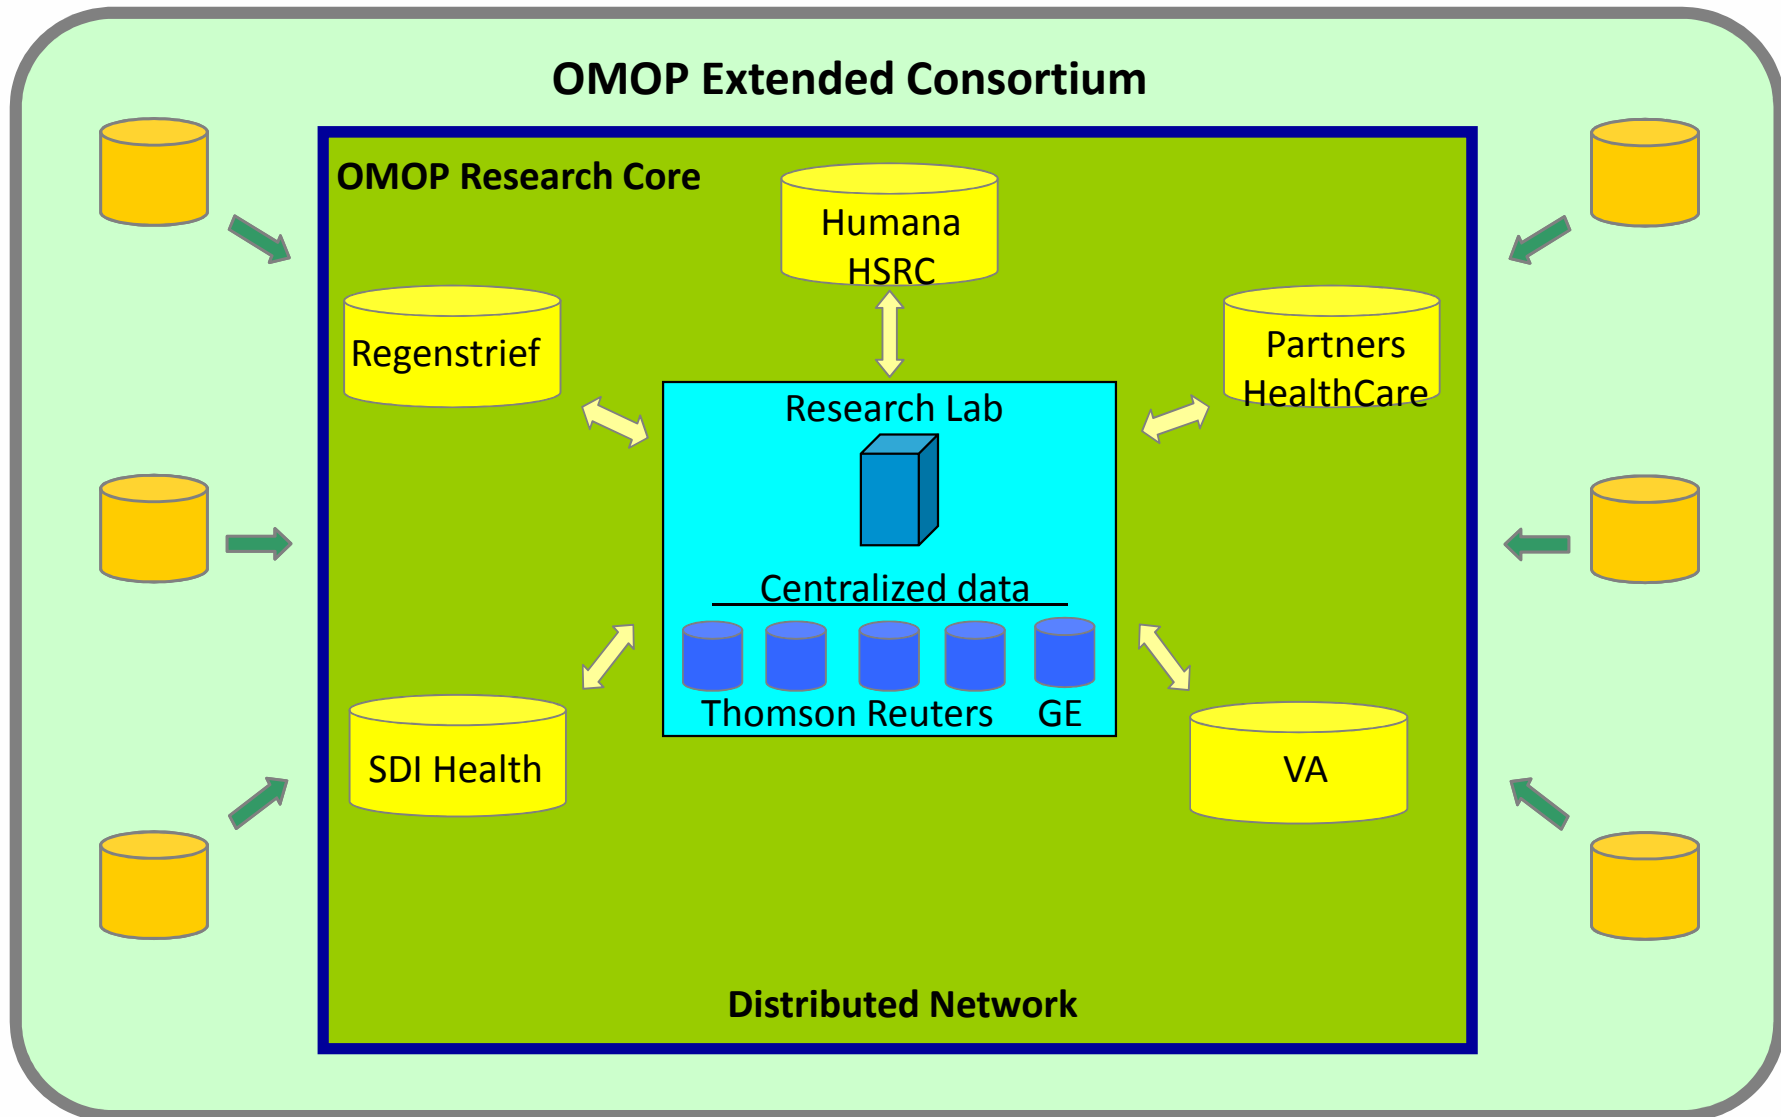 OMOP Extended Consortium
OMOP Research Core
Humana
HSRC
Regenstrief
Partners
HealthCare
Research Lab
Centralized data
Thomson Reuters GE
SDI Health
VA
Distributed Network